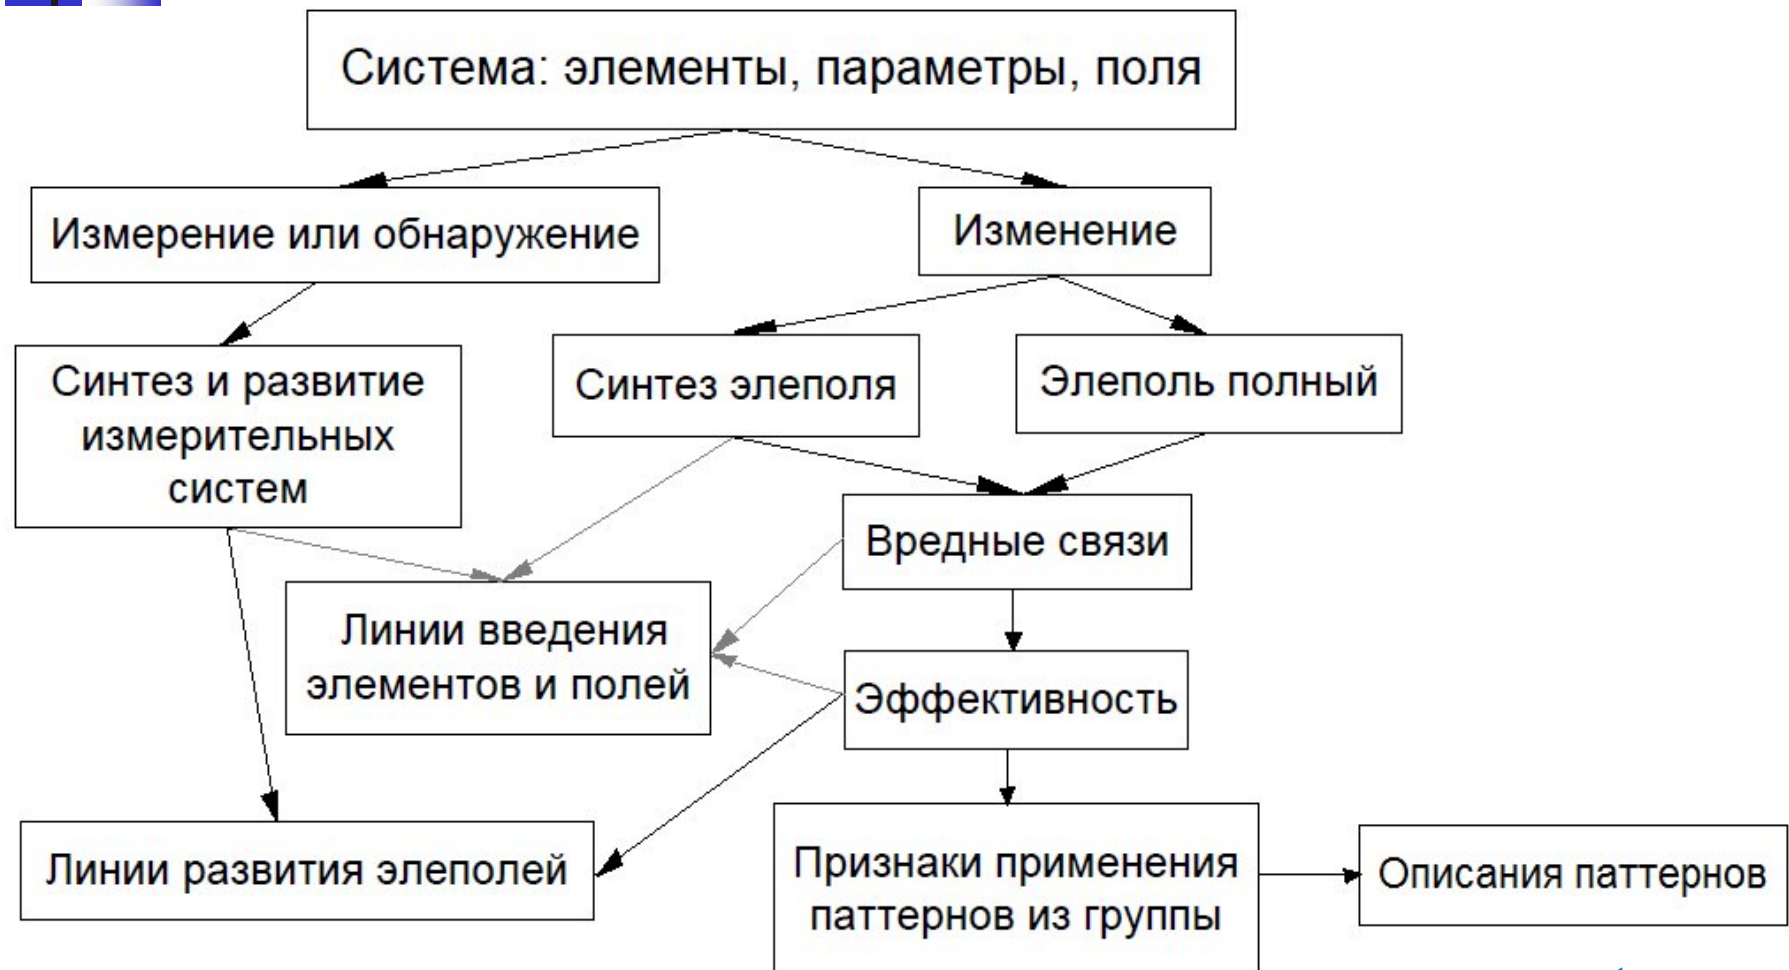 Система: элементы, параметры, поля
Измерение или обнаружение
Изменение
Синтез и развитие
измерительных
систем
Синтез элеполя
Элеполь полный
Вредные связи
Линии введения
элементов и полей
Эффективность
Линии развития элеполей
Признаки применения
паттернов из группы
Описания паттернов